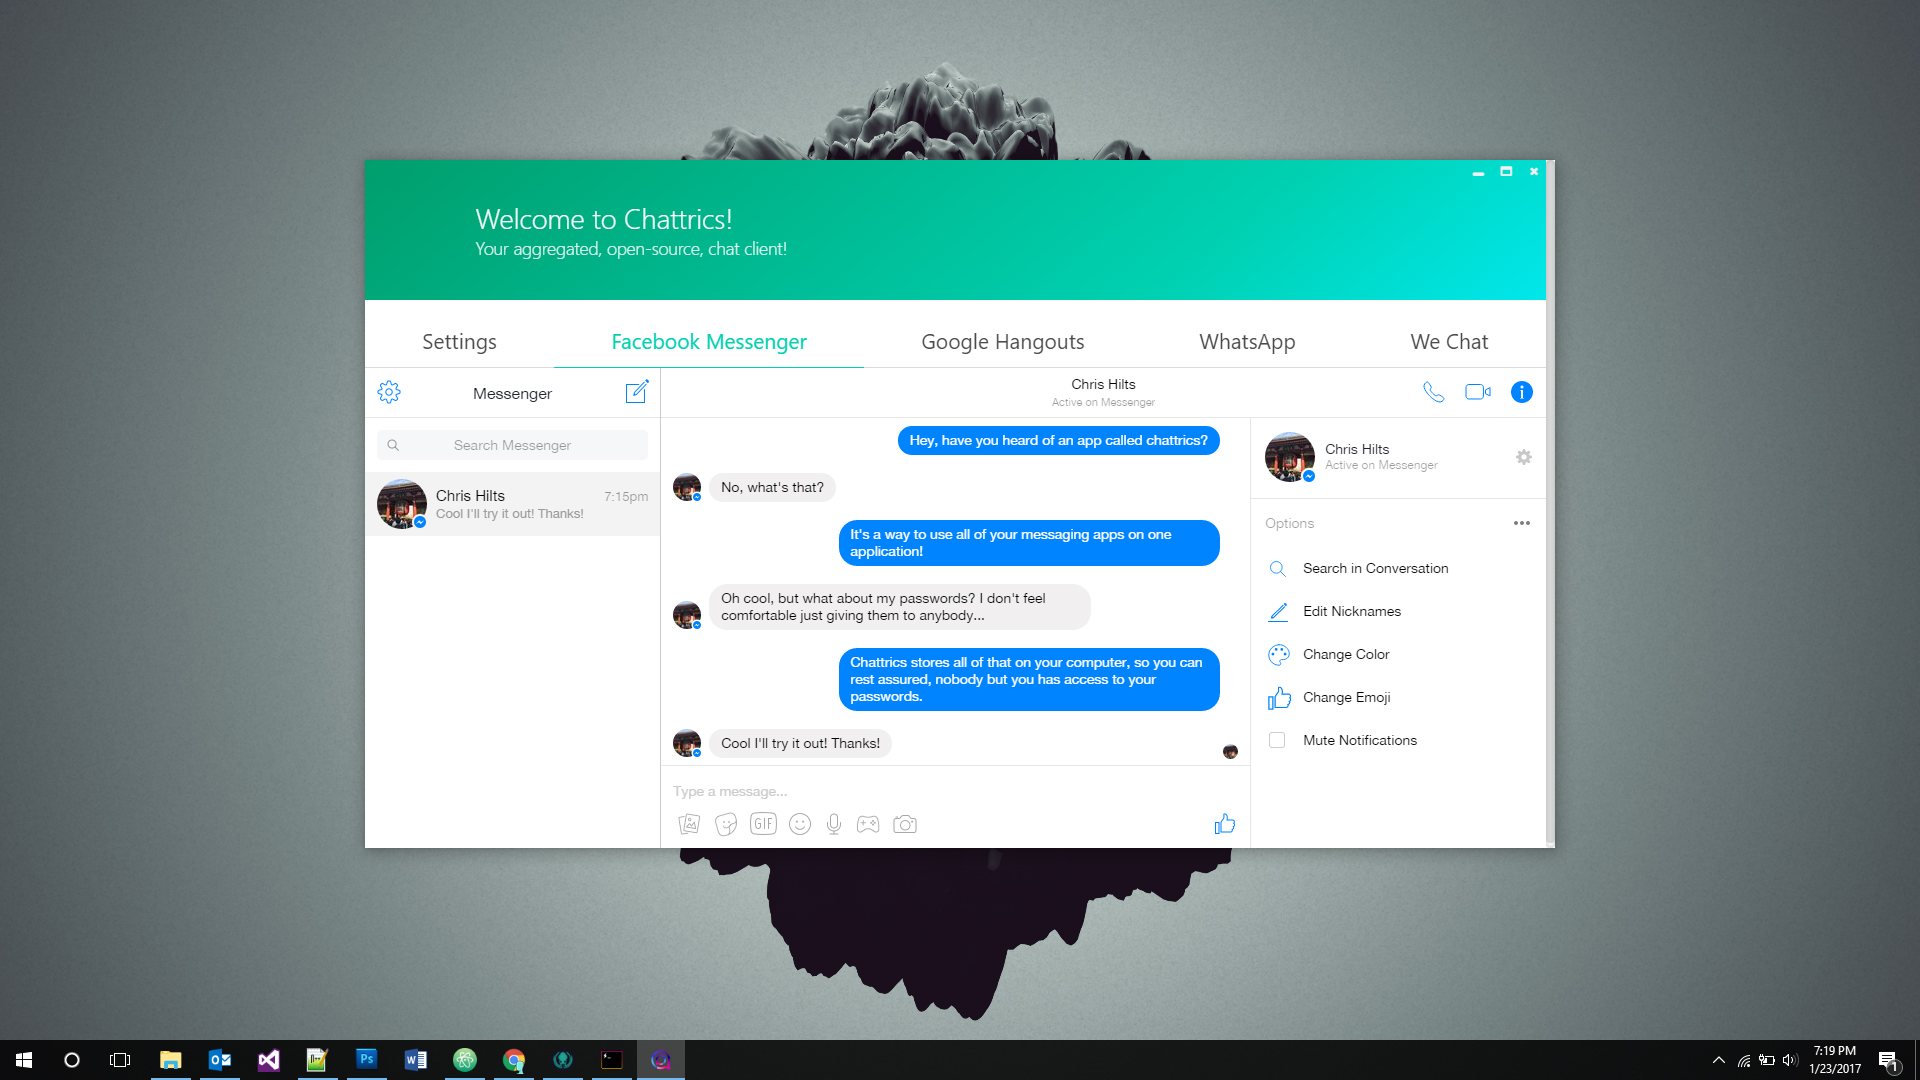 Welcome to Chattrics!
Your aggregated, open-source, chat client!
Settings
Facebook Messenger
Google Hangouts
WhatsApp
We Chat
Messenger
Search Messenger
Chris Hilts
7:15pm
Cool I'll try it out! Thanks!
Chris Hilts
Active on Messenger
Hey, have you heard of an app called chattrics?
No, what's that?
It's a way to use all of your messaging apps on one
application!
Oh cool, but what about my passwords? I don't feel
comfortable just giving them to anybody...
Chattrics stores all of that on your computer, so you can
rest assured, nobody but you has access to your
passwords.
Cool I'll try it out! Thanks!
Type a message...
GIF
Chris Hilts
Active on Messenger
Options
Search in Conversation
Edit Nicknames
Change Color
Change Emoji
Mute Notifications
Ps
7:19 PM
1/23/2017
1